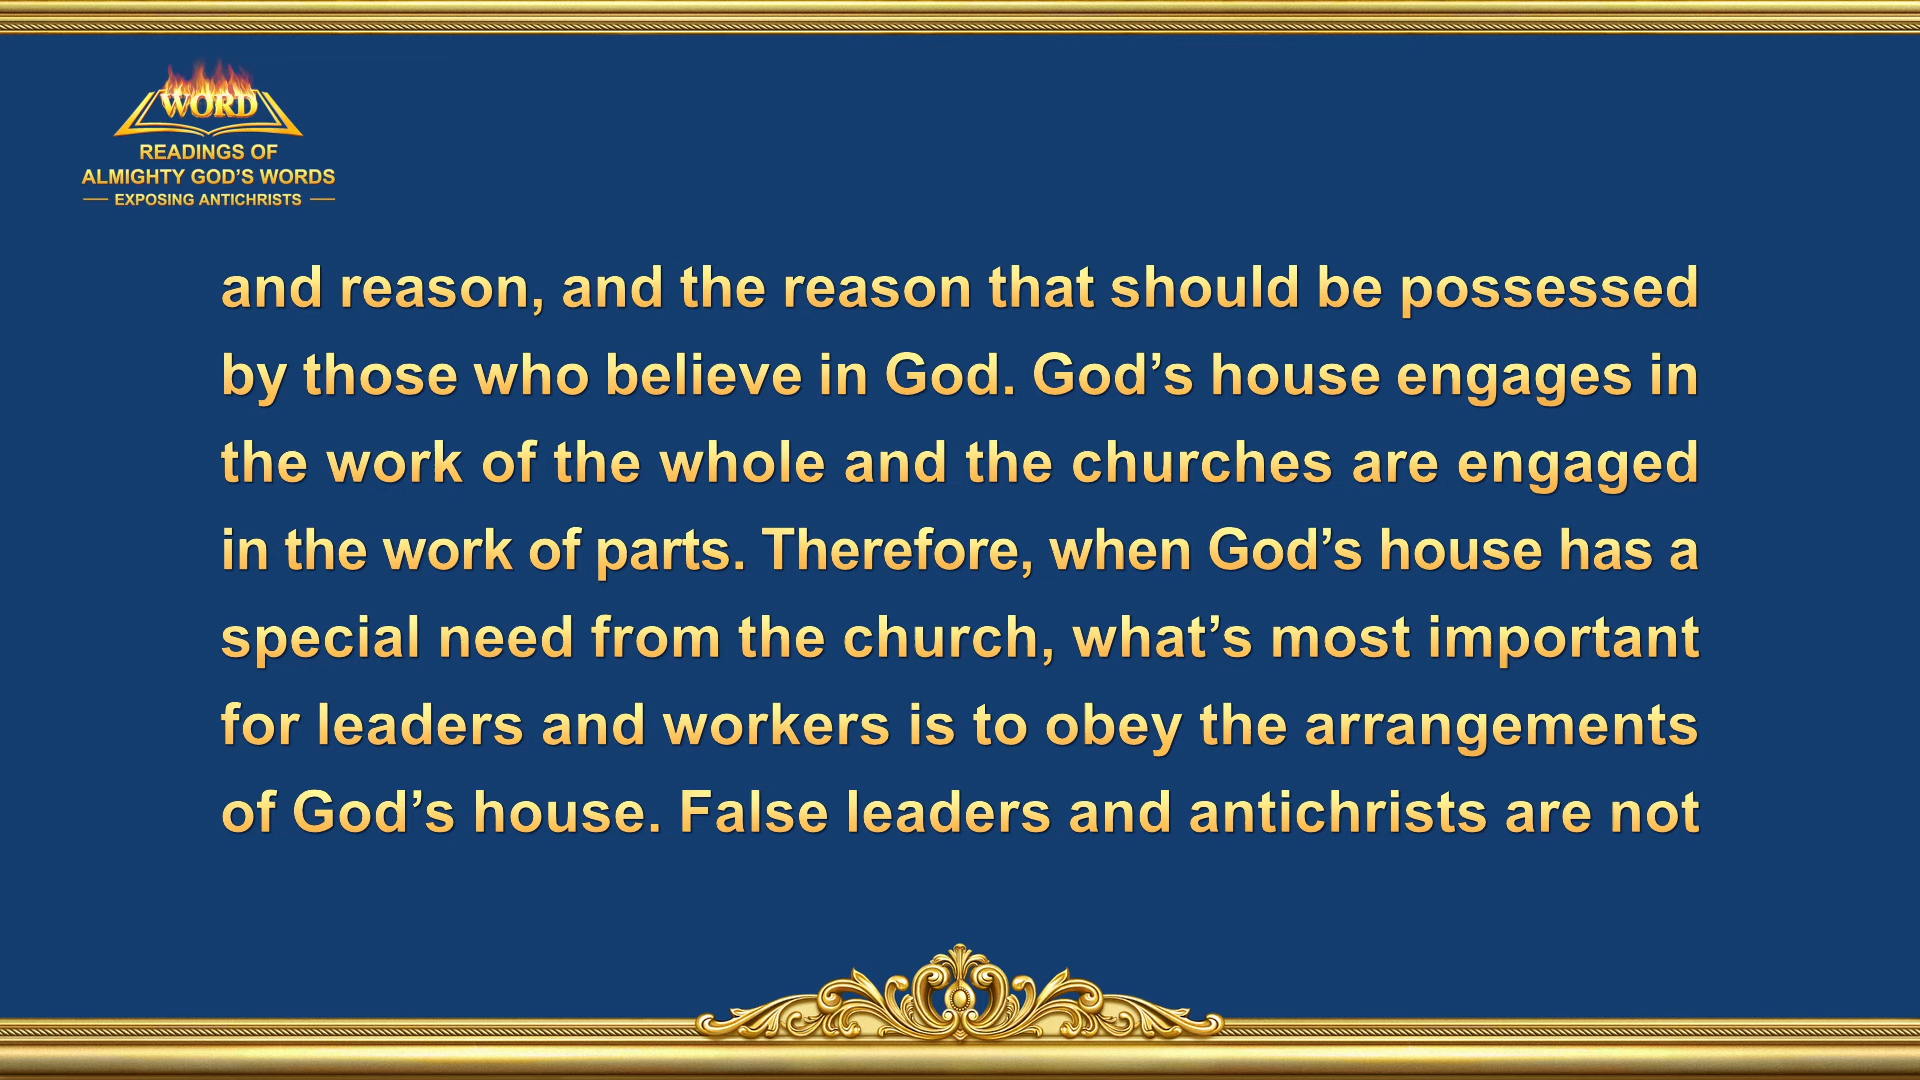 WORD
READINGS OF
ALMIGHTY GOD’S WORDS
EXPOSING ANTICHRISTS
and reason, and the reason that should be possessed
by those who believe in God. God’s house engages in
the work of the whole and the churches are engaged
in the work of parts. Therefore, when God’s house has a
special need from the church, what’s most important
for leaders and workers is to obey the arrangements
of God’s house. False leaders and antichrists are not